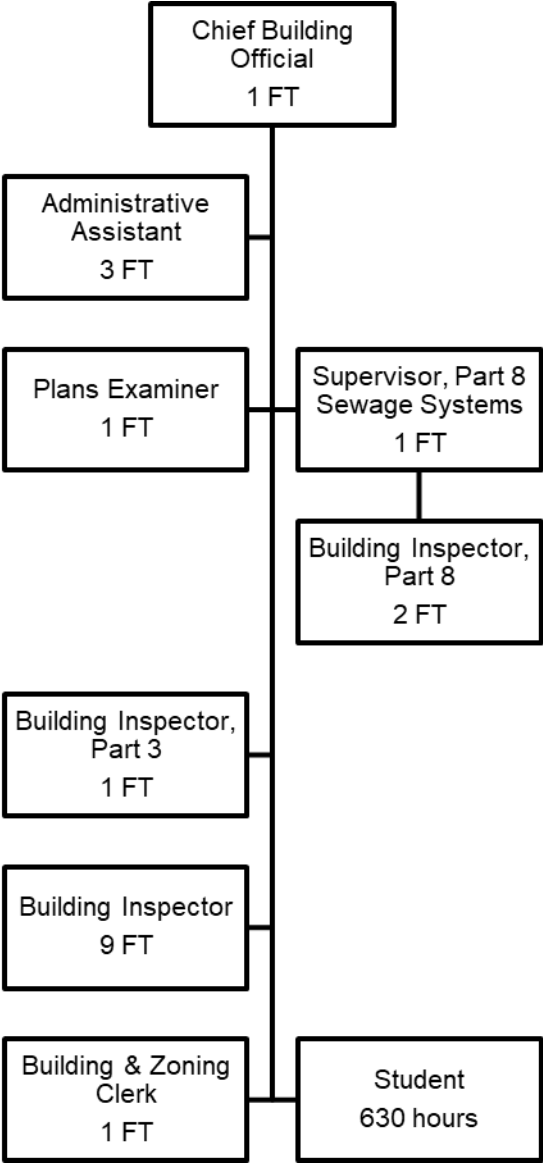 Chief Building
Official
1 FT
Administrative
Assistant
3 FT
Plans Examiner
1 FT
Supervisor, Part 8
Sewage Systems
1 FT
Building Inspector,
Part 8
2 FT
Building Inspector,
Part 3
1 FT
Building Inspector
9 FT
Building & Zoning
Clerk
1 FT
Student
630 hours